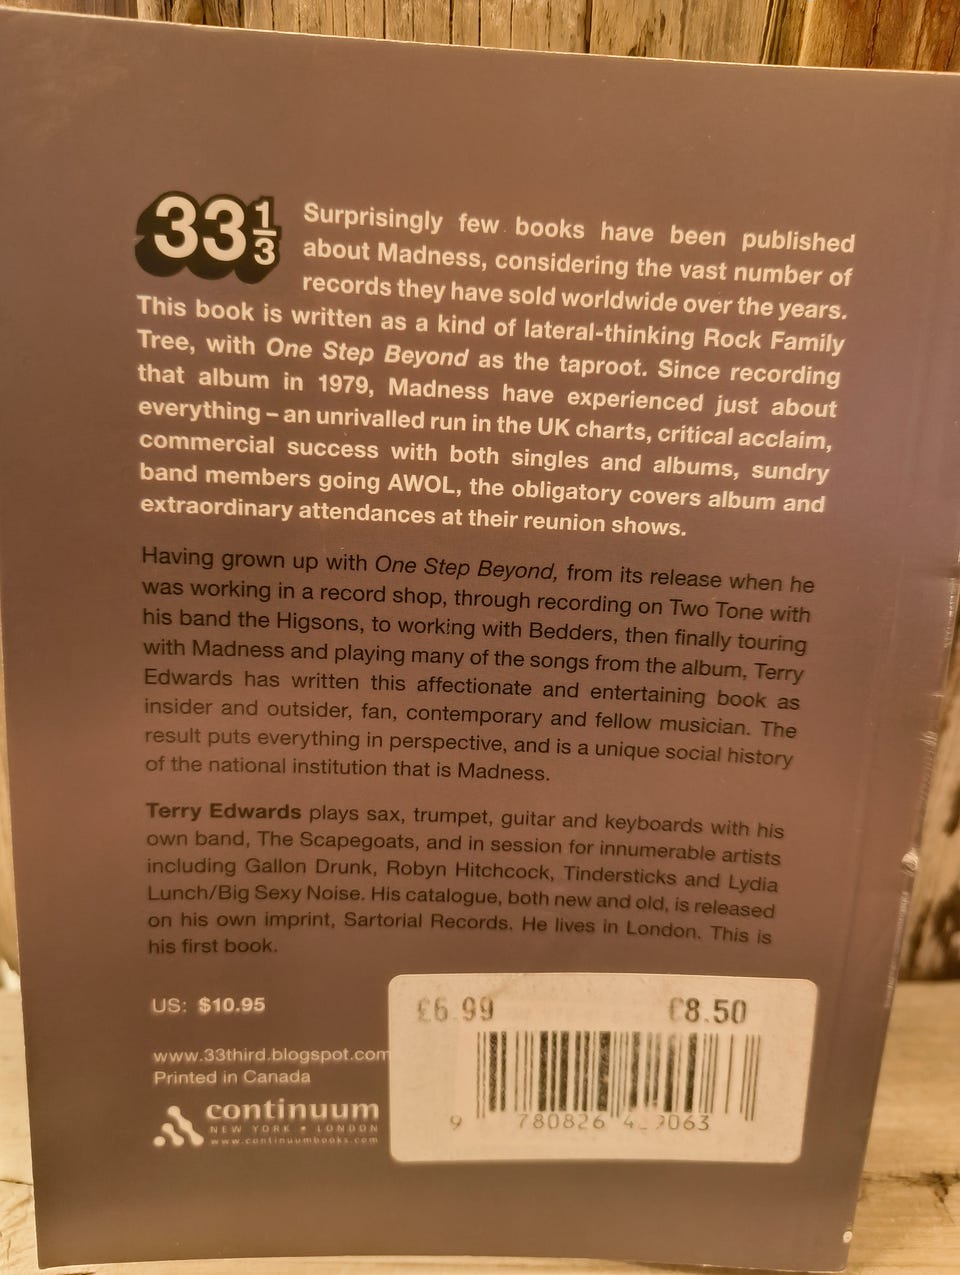 33 1/3
Surprisingly few books have been published
about Madness, considering the vast number of
records they have sold worldwide over the years.
This book is written as a kind of lateral-thinking Rock Family
Tree, with One Step Beyond as the taproot. Since recording
that album in 1979, Madness have experienced just about
everything – an unrivalled run in the UK charts, critical acclaim,
commercial success with both singles and albums, sundry
band members going AWOL, the obligatory covers album and
extraordinary attendances at their reunion shows.
Having grown up with One Step Beyond, from its release when he
was working in a record shop, through recording on Two Tone with
his band the Higsons, to working with Bedders, then finally touring
with Madness and playing many of the songs from the album, Terry
Edwards has written this affectionate and entertaining book as
insider and outsider, fan, contemporary and fellow musician. The
result puts everything in perspective, and is a unique social history
of the national institution that is Madness.
Terry Edwards plays sax, trumpet, guitar and keyboards with his
own band, The Scapegoats, and in session for innumerable artists
including Gallon Drunk, Robyn Hitchcock, Tindersticks and Lydia
Lunch/Big Sexy Noise. His catalogue, both new and old, is released
on his own imprint, Sartorial Records. He lives in London. This is
his first book.
US: $10.95
£6.99 £8.50
www.33third.blogspot.com
Printed in Canada
continuum
NEW YORK • LONDON
www.continuumbooks.com
9 780826